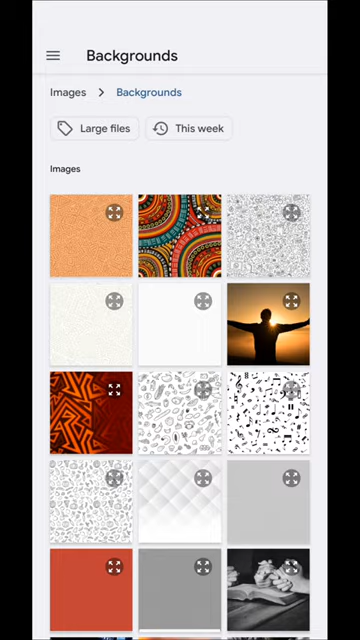 Backgrounds
Images > Backgrounds
Large files
This week
Images